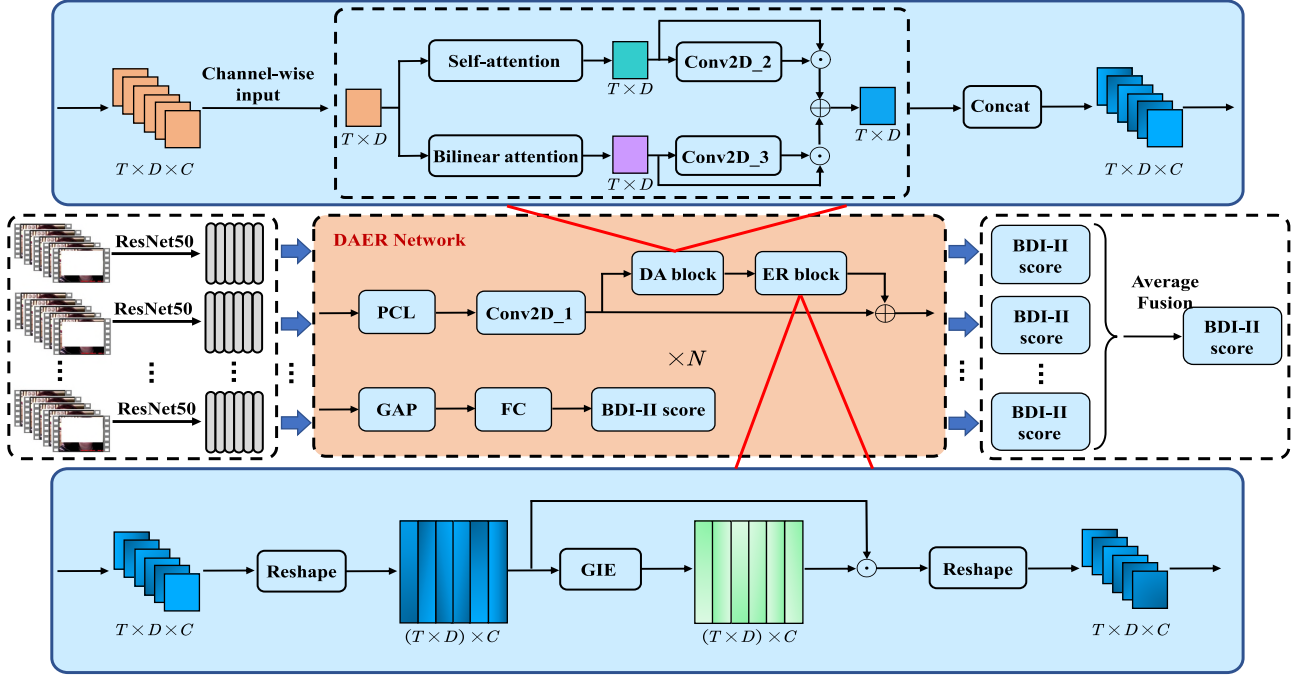 Channel-wise
input
T × D × C
T × D
Self-attention
T × D
Conv2D_2
Bilinear attention
T × D
Conv2D_3
T × D
Concat
T × D × C
ResNet50
ResNet50
ResNet50
DAER Network
DA block
ER block
PCL
Conv2D_1
× N
GAP
FC
BDI-II score
BDI-II
score
BDI-II
score
BDI-II
score
Average
Fusion
BDI-II
score
T × D × C
Reshape
(T × D) × C
GIE
(T × D) × C
Reshape
T × D × C